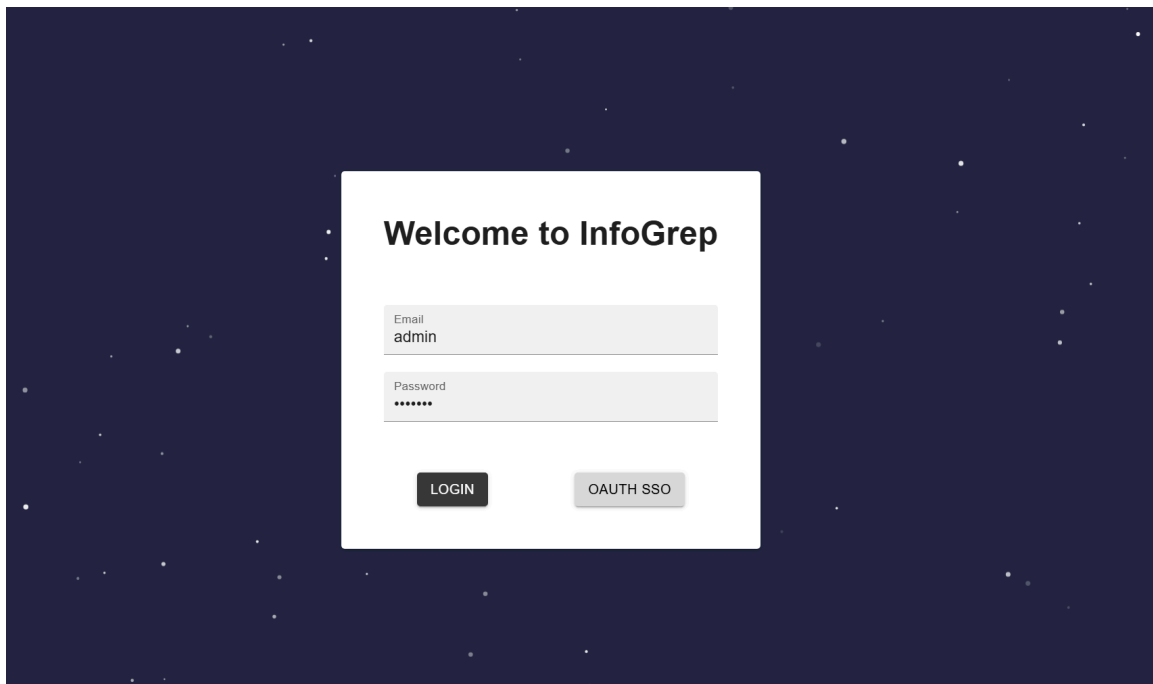 Welcome to InfoGrep
Email
admin
Password
•••••••
LOGIN OAUTH SSO